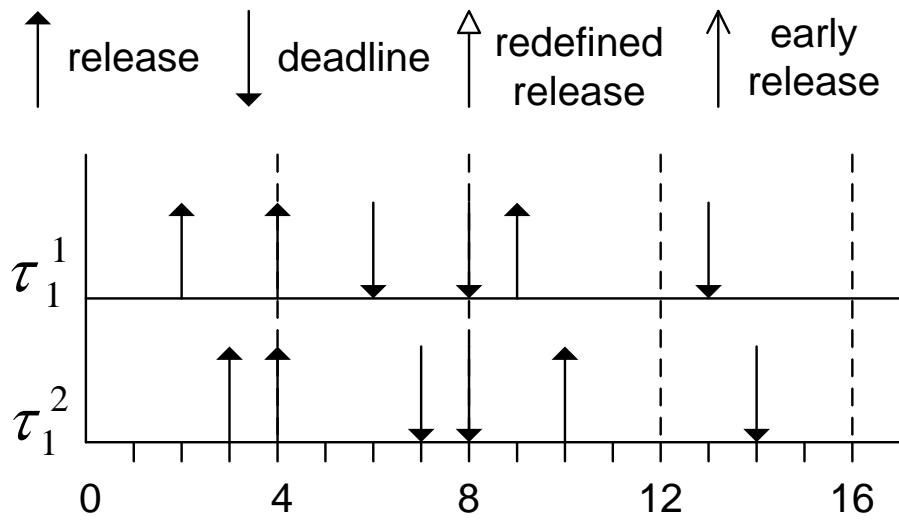 release
deadline
redefined
release
early
release
τ₁¹
τ₁²
0 4 8 12 16